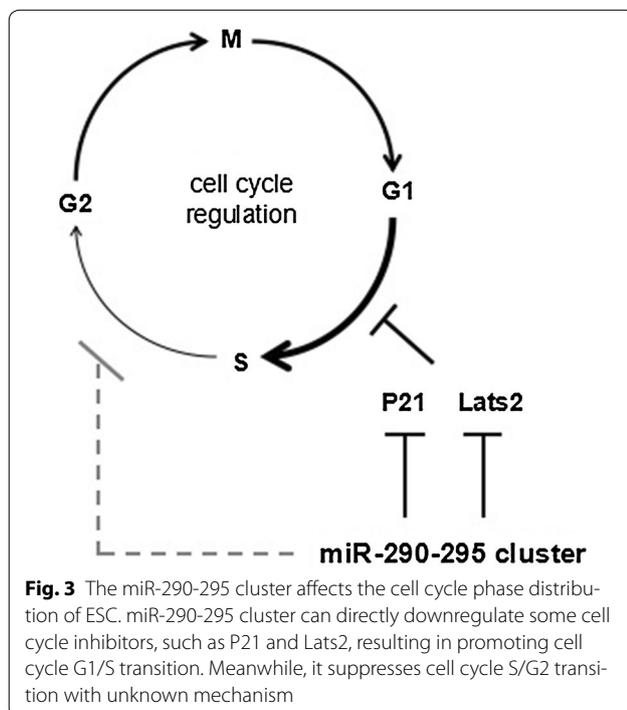 M
G1
G2
cell cycle
regulation
S
P21 Lats2
miR-290-295 cluster
Fig. 3 The miR-290-295 cluster affects the cell cycle phase distribu-
tion of ESC. miR-290-295 cluster can directly downregulate some cell
cycle inhibitors, such as P21 and Lats2, resulting in promoting cell
cycle G1/S transition. Meanwhile, it suppresses cell cycle S/G2 transi-
tion with unknown mechanism